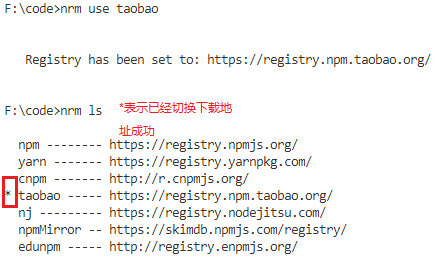 F:\code>nrm use taobao
Registry has been set to: https://registry.npm.taobao.org/
F:\code>nrm ls
*表示已经切换下载地
址成功
npm -------- https://registry.npmjs.org/
yarn ------- https://registry.yarnpkg.com/
cnpm ------- http://r.cnpmjs.org/
* taobao ----- https://registry.npm.taobao.org/
nj --------- https://registry.nodejitsu.com/
npmMirror -- https://skimdb.npmjs.com/registry/
edunpm ----- http://registry.enpmjs.org/